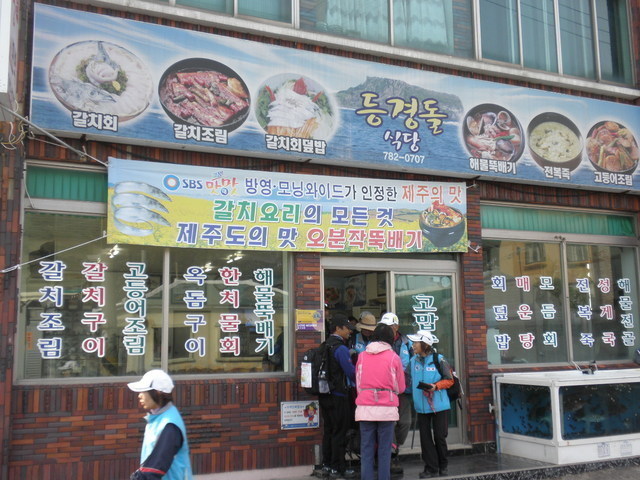 갈치회
갈치조림
갈치회덮밥
등경돌
식당
782-0707
해물뚝배기
전복죽
고등어조림
SBS 맛맛 방영·모닝와이드가 인정한 제주의 맛
갈치요리의 모든 것
제주도의 맛 오분작뚝배기
갈치조림
갈치구이
고등어조림
옥돔구이
한치물회
해물뚝배기
고맙
회덮밥
매운탕
모듬회
전복죽
성게국
해물전골